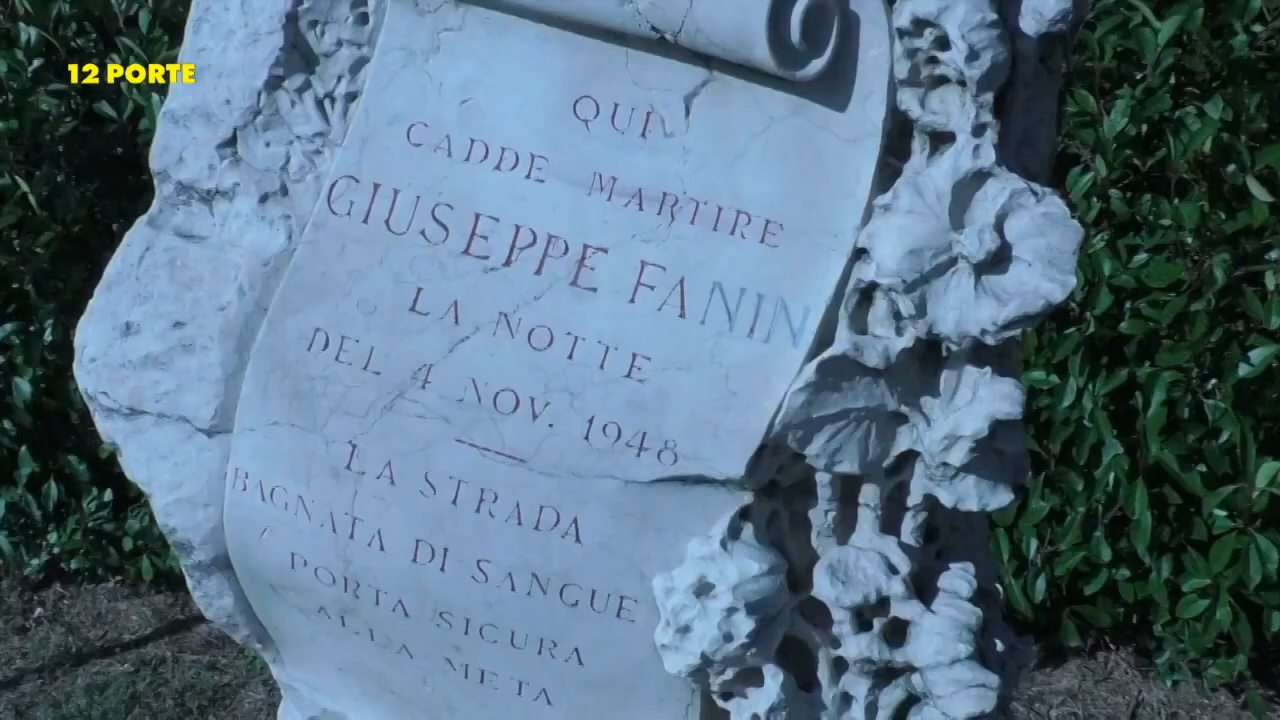 12 PORTE
QUI
CADDE MARTIRE
GIUSEPPE FANIN
LA NOTTE
DEL 4 NOV. 1948
LA STRADA
BAGNATA DI SANGUE
PORTA SICURA
ALLA META